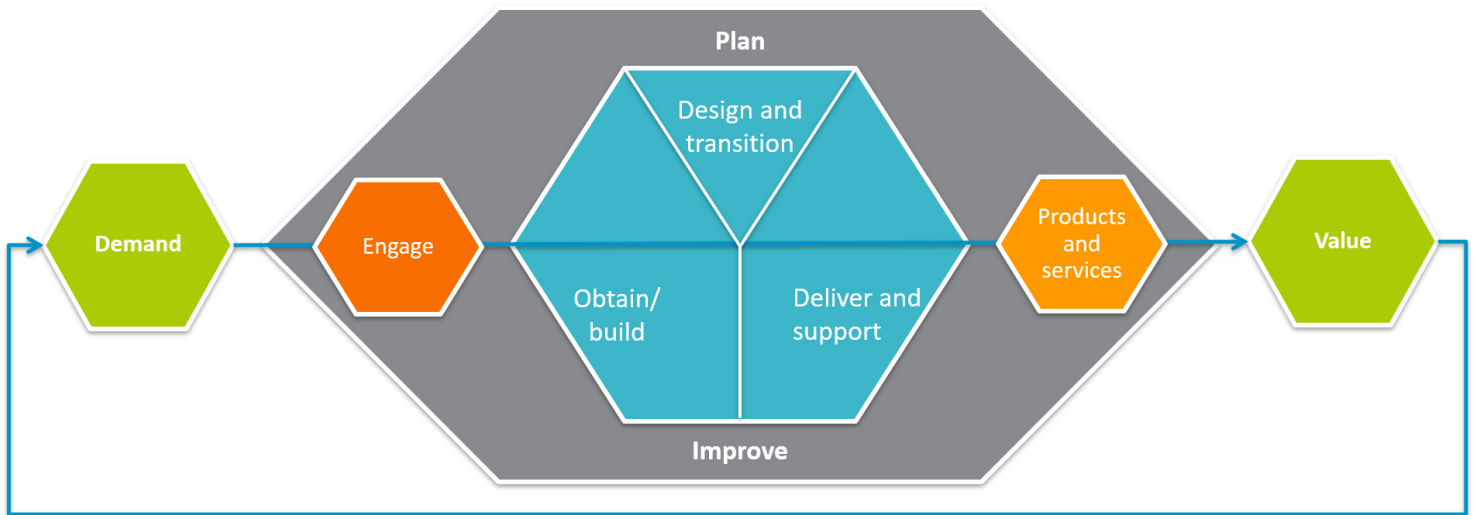 Plan
Design and
transition
Demand
Engage
Products
and
services
Value
Obtain/
build
Deliver and
support
Improve